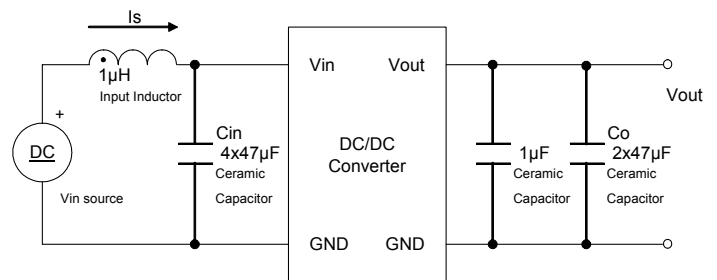 Is
1µH
Input Inductor
+
DC
Vin source
Cin
4x47µF
Ceramic
Capacitor
Vin
Vout
DC/DC
Converter
GND
GND
1µF
Ceramic
Capacitor
Co
2x47µF
Ceramic
Capacitor
Vout